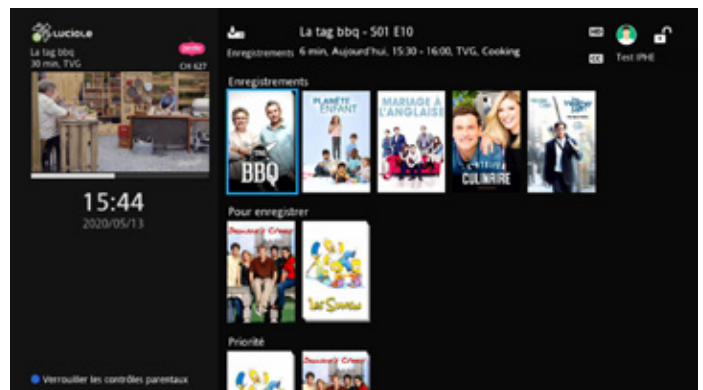 LUCIOLE
La tag bbq
30 min, TVG
CH 627
15:44
2020/05/13
Verrouiller les contrôles parentaux
La tag bbq - S01 E10
Enregistrements 6 min, Aujourd'hui, 15:30 - 16:00, TVG, Cooking
HD
CC
Test IPHE
Enregistrements
BBQ
PLANÈTE
ENFANT
MARIAGE À
L'ANGLAISE
CULINAIRE
Pour enregistrer
Priorité